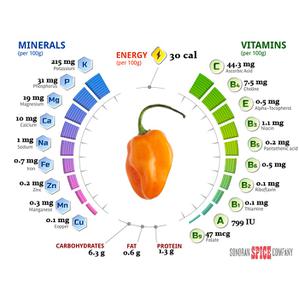 MINERALS
(per 100g)
215 mg
Potassium
K
31 mg
Phosphorus
P
19 mg
Magnesium
Mg
10 mg
Calcium
Ca
1 mg
Sodium
Na
0.7 mg
Iron
Fe
0.2 mg
Zinc
Zn
0.3 mg
Manganese
Mn
0.1 mg
Copper
Cu
ENERGY
(per 100g)
30 cal
VITAMINS
(per 100g)
C
44.3 mg
Ascorbic Acid
B4
7.5 mg
Choline
E
0.5 mg
Alpha-Tocopherol
B3
1.1 mg
Niacin
B5
0.2 mg
Pantothenic acid
B6
0.5 mg
B2
0.1 mg
Riboflavin
B1
0.1 mg
Thiamin
A
799 IU
B9
47 mcg
Folate
CARBOHYDRATES
6.3 g
FAT
0.6 g
PROTEIN
1.3 g
SONORAN SPICE COMPANY